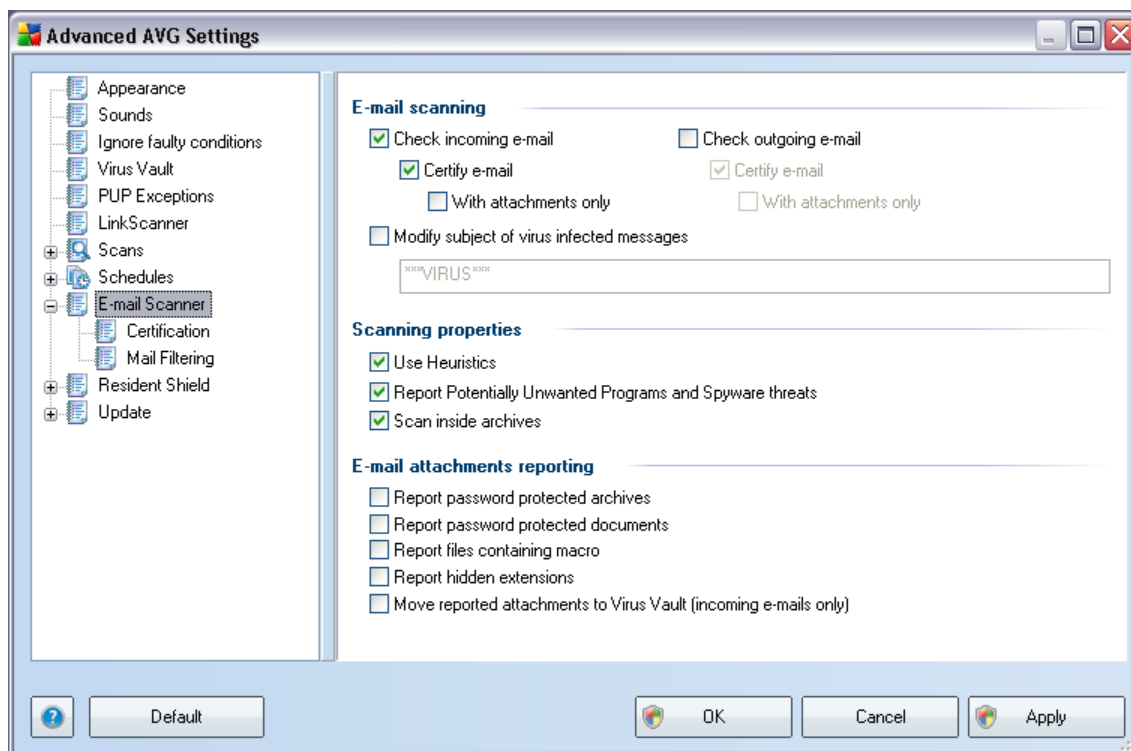 Advanced AVG Settings
Appearance
Sounds
Ignore faulty conditions
Virus Vault
PUP Exceptions
LinkScanner
Scans
Schedules
E-mail Scanner
Certification
Mail Filtering
Resident Shield
Update
E-mail scanning
Check incoming e-mail
Check outgoing e-mail
Certify e-mail
Certify e-mail
With attachments only
With attachments only
Modify subject of virus infected messages
***VIRUS***
Scanning properties
Use Heuristics
Report Potentially Unwanted Programs and Spyware threats
Scan inside archives
E-mail attachments reporting
Report password protected archives
Report password protected documents
Report files containing macro
Report hidden extensions
Move reported attachments to Virus Vault (incoming e-mails only)
?
Default
OK
Cancel
Apply